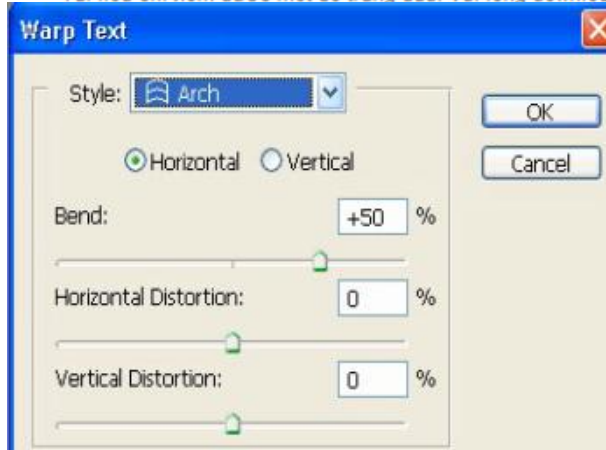 Warp Text
Style: Arch
OK
Horizontal Vertical
Cancel
Bend: +50 %
Horizontal Distortion: 0 %
Vertical Distortion: 0 %